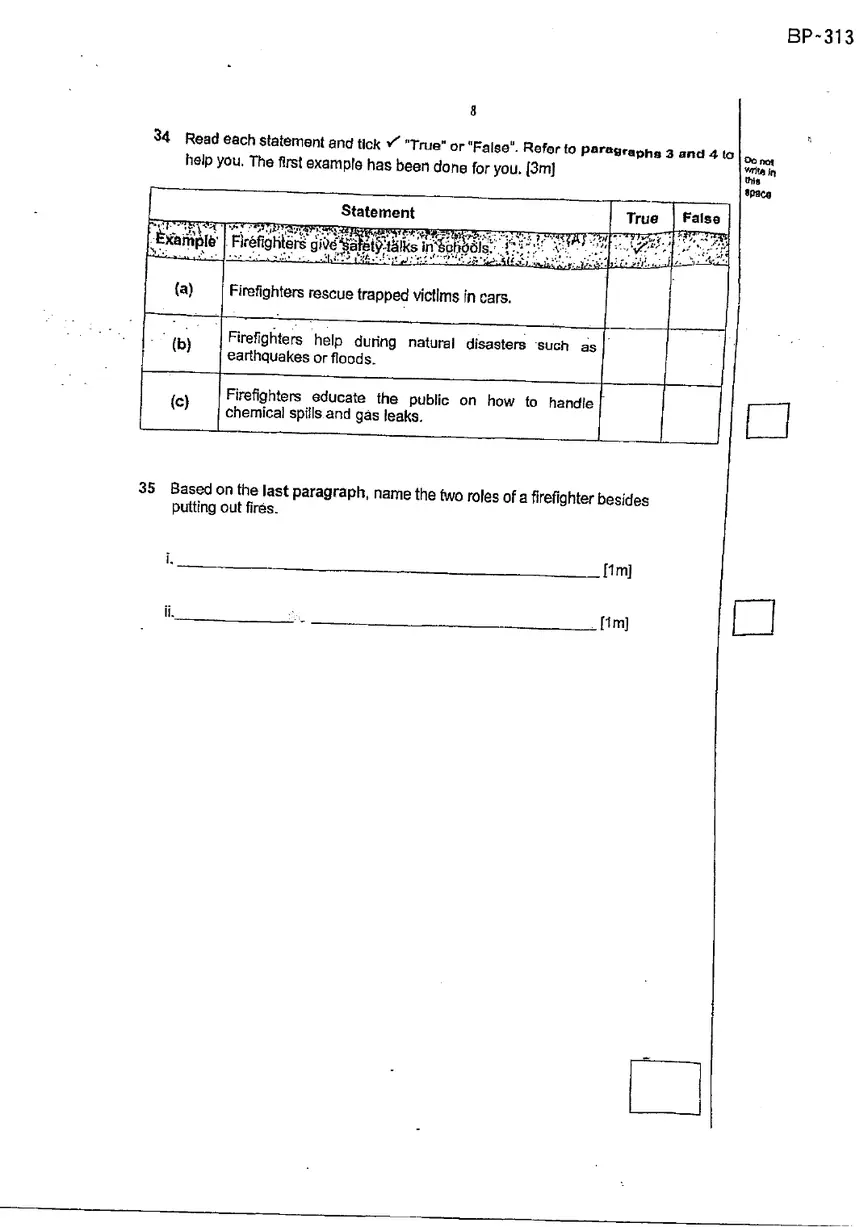 BP-313
8
34 Read each statement and tick ✓ "True" or "False". Refer to paragraphs 3 and 4 to
help you. The first example has been done for you. [3m]
Do not
write in
this
space
Statement True False
Example Firefighters give safety talks in schools. ✓
(a) Firefighters rescue trapped victims in cars.
(b) Firefighters help during natural disasters such as
earthquakes or floods.
(c) Firefighters educate the public on how to handle
chemical spills and gas leaks.
35 Based on the last paragraph, name the two roles of a firefighter besides
putting out fires.
i. [1m]
ii. [1m]